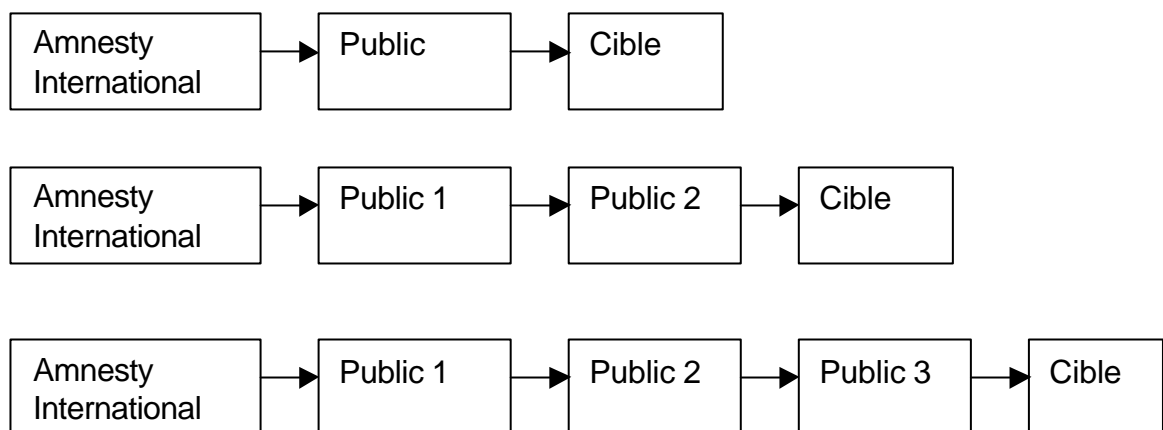 Amnesty
International
Public
Cible
Amnesty
International
Public 1
Public 2
Cible
Amnesty
International
Public 1
Public 2
Public 3
Cible